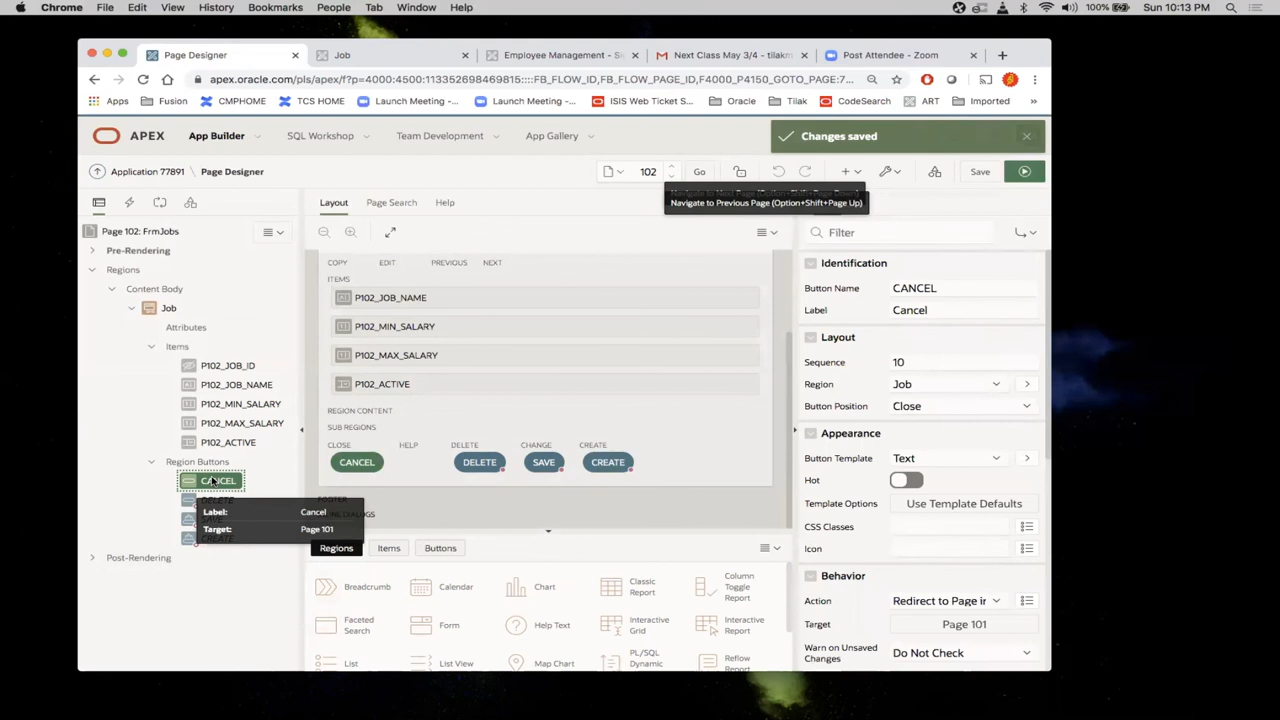 Chrome File Edit View History Bookmarks People Tab Window Help 100% Sun 10:13 PM
Page Designer Job Employee Management - Sk Next Class May 3/4 - tilakm Post Attendee - Zoom
apex.oracle.com/pls/apex/f?p=4000:4500:113352698469815::::FB_FLOW_ID,FB_FLOW_PAGE_ID,F4000_P4150_GOTO_PAGE:7...
Apps Fusion CMPHOME TCS HOME Launch Meeting -... Launch Meeting -... ISIS Web Ticket S... Oracle Tilak CodeSearch ART Imported »
APEX App Builder SQL Workshop Team Development App Gallery Changes saved
Application 77891 Page Designer 102 Go Save
Navigate to Previous Page (Option+Shift+Page Up)
Layout Page Search Help
Page 102: FrmJobs
Pre-Rendering
Regions
Content Body
Job
Attributes
Items
P102_JOB_ID
P102_JOB_NAME
P102_MIN_SALARY
P102_MAX_SALARY
P102_ACTIVE
Region Buttons
CANCEL
Label: Cancel
Target: Page 101
Post-Rendering
COPY EDIT PREVIOUS NEXT
ITEMS
P102_JOB_NAME
P102_MIN_SALARY
P102_MAX_SALARY
P102_ACTIVE
REGION CONTENT
SUB REGIONS
CLOSE HELP DELETE CHANGE CREATE
CANCEL DELETE SAVE CREATE
Regions Items Buttons
Breadcrumb Calendar Chart Classic Report Column Toggle Report
Faceted Search Form Help Text Interactive Grid Interactive Report
List List View Map Chart PL/SQL Dynamic Reflow Report
Filter
Identification
Button Name CANCEL
Label Cancel
Layout
Sequence 10
Region Job
Button Position Close
Appearance
Button Template Text
Hot
Template Options Use Template Defaults
CSS Classes
Icon
Behavior
Action Redirect to Page in
Target Page 101
Warn on Unsaved Changes Do Not Check